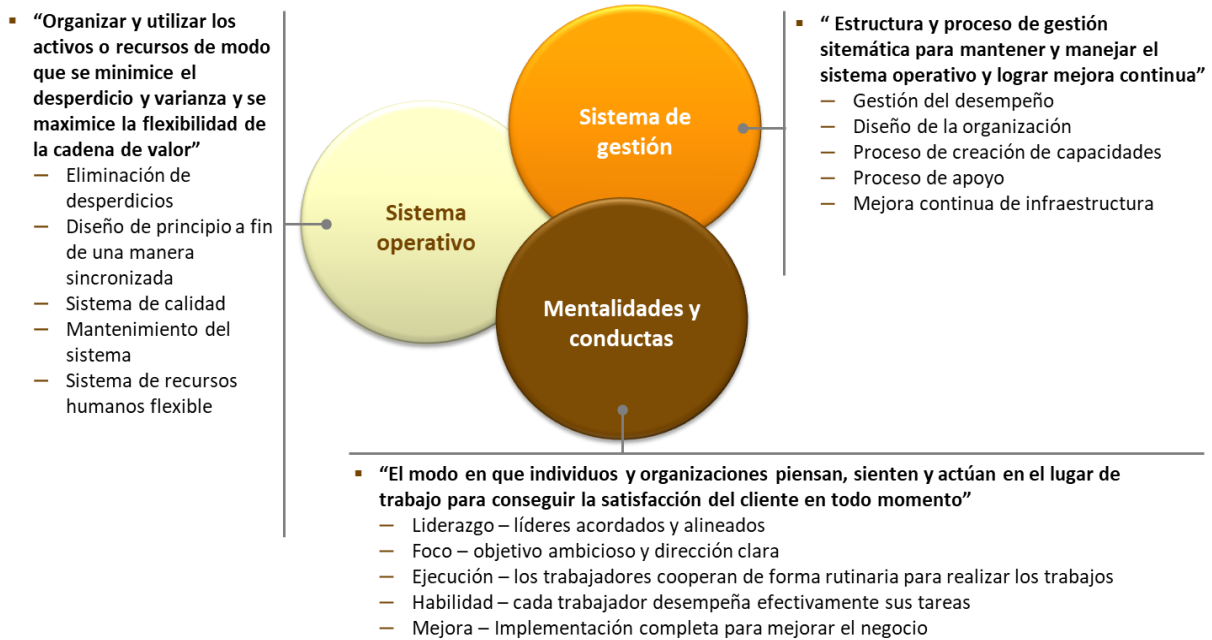 “Organizar y utilizar los
activos o recursos de modo
que se minimice el
desperdicio y varianza y se
maximice la flexibilidad de
la cadena de valor”
— Eliminación de
desperdicios
— Diseño de principio a fin
de una manera
sincronizada
— Sistema de calidad
— Mantenimiento del
sistema
— Sistema de recursos
humanos flexible
Sistema
operativo
Sistema de
gestión
Mentalidades y
conductas
“ Estructura y proceso de gestión
sitemática para mantener y manejar el
sistema operativo y lograr mejora continua”
— Gestión del desempeño
— Diseño de la organización
— Proceso de creación de capacidades
— Proceso de apoyo
— Mejora continua de infraestructura
“El modo en que individuos y organizaciones piensan, sienten y actúan en el lugar de
trabajo para conseguir la satisfacción del cliente en todo momento”
— Liderazgo – líderes acordados y alineados
— Foco – objetivo ambicioso y dirección clara
— Ejecución – los trabajadores cooperan de forma rutinaria para realizar los trabajos
— Habilidad – cada trabajador desempeña efectivamente sus tareas
— Mejora – Implementación completa para mejorar el negocio